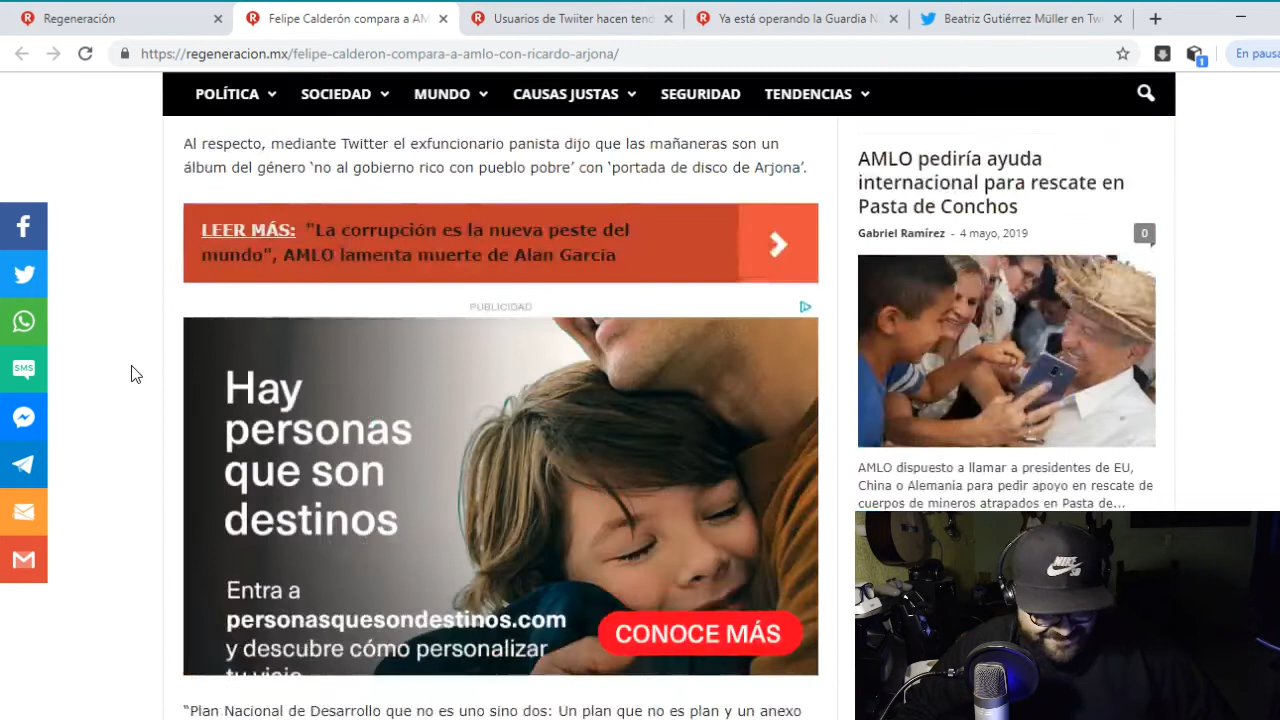 Regeneración
Felipe Calderón compara a AM
Usuarios de Twiiter hacen tend
Ya está operando la Guardia N
Beatriz Gutiérrez Müller en Tw
https://regeneracion.mx/felipe-calderon-compara-a-amlo-con-ricardo-arjona/
1
En pausa
POLÍTICA
SOCIEDAD
MUNDO
CAUSAS JUSTAS
SEGURIDAD
TENDENCIAS
Al respecto, mediante Twitter el exfuncionario panista dijo que las mañaneras son un
álbum del género ‘no al gobierno rico con pueblo pobre’ con ‘portada de disco de Arjona’.
LEER MÁS: "La corrupción es la nueva peste del
mundo", AMLO lamenta muerte de Alan García
PUBLICIDAD
Hay
personas
que son
destinos
Entra a
personasquesondestinos.com
y descubre cómo personalizar
tu viaje
CONOCE MÁS
“Plan Nacional de Desarrollo que no es uno sino dos: Un plan que no es plan y un anexo
AMLO pediría ayuda
internacional para rescate en
Pasta de Conchos
Gabriel Ramírez - 4 mayo, 2019
0
AMLO dispuesto a llamar a presidentes de EU,
China o Alemania para pedir apoyo en rescate de
cuerpos de mineros atrapados en Pasta de...
SMS
NIKE SB